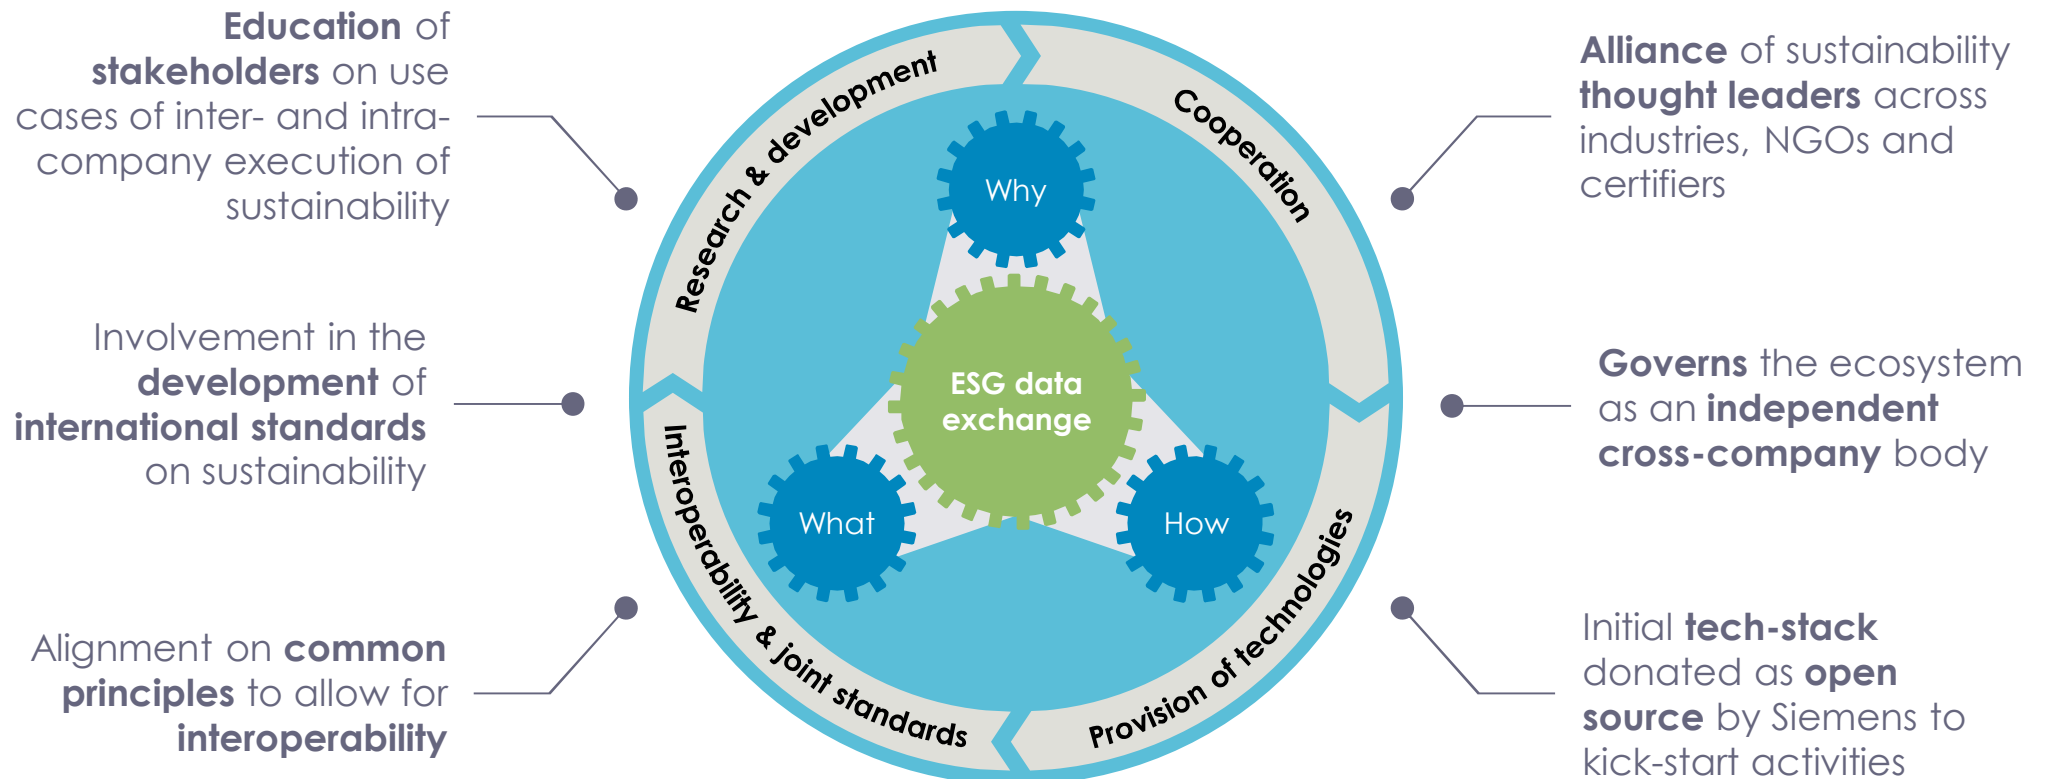 Education of
stakeholders on use
cases of inter- and intra-
company execution of
sustainability
Involvement in the
development of
international standards
on sustainability
Alignment on common
principles to allow for
interoperability
Research & development
Cooperation
Interoperability & joint standards
Provision of technologies
Why
ESG data
exchange
What
How
Alliance of sustainability
thought leaders across
industries, NGOs and
certifiers
Governs the ecosystem
as an independent
cross-company body
Initial tech-stack
donated as open
source by Siemens to
kick-start activities